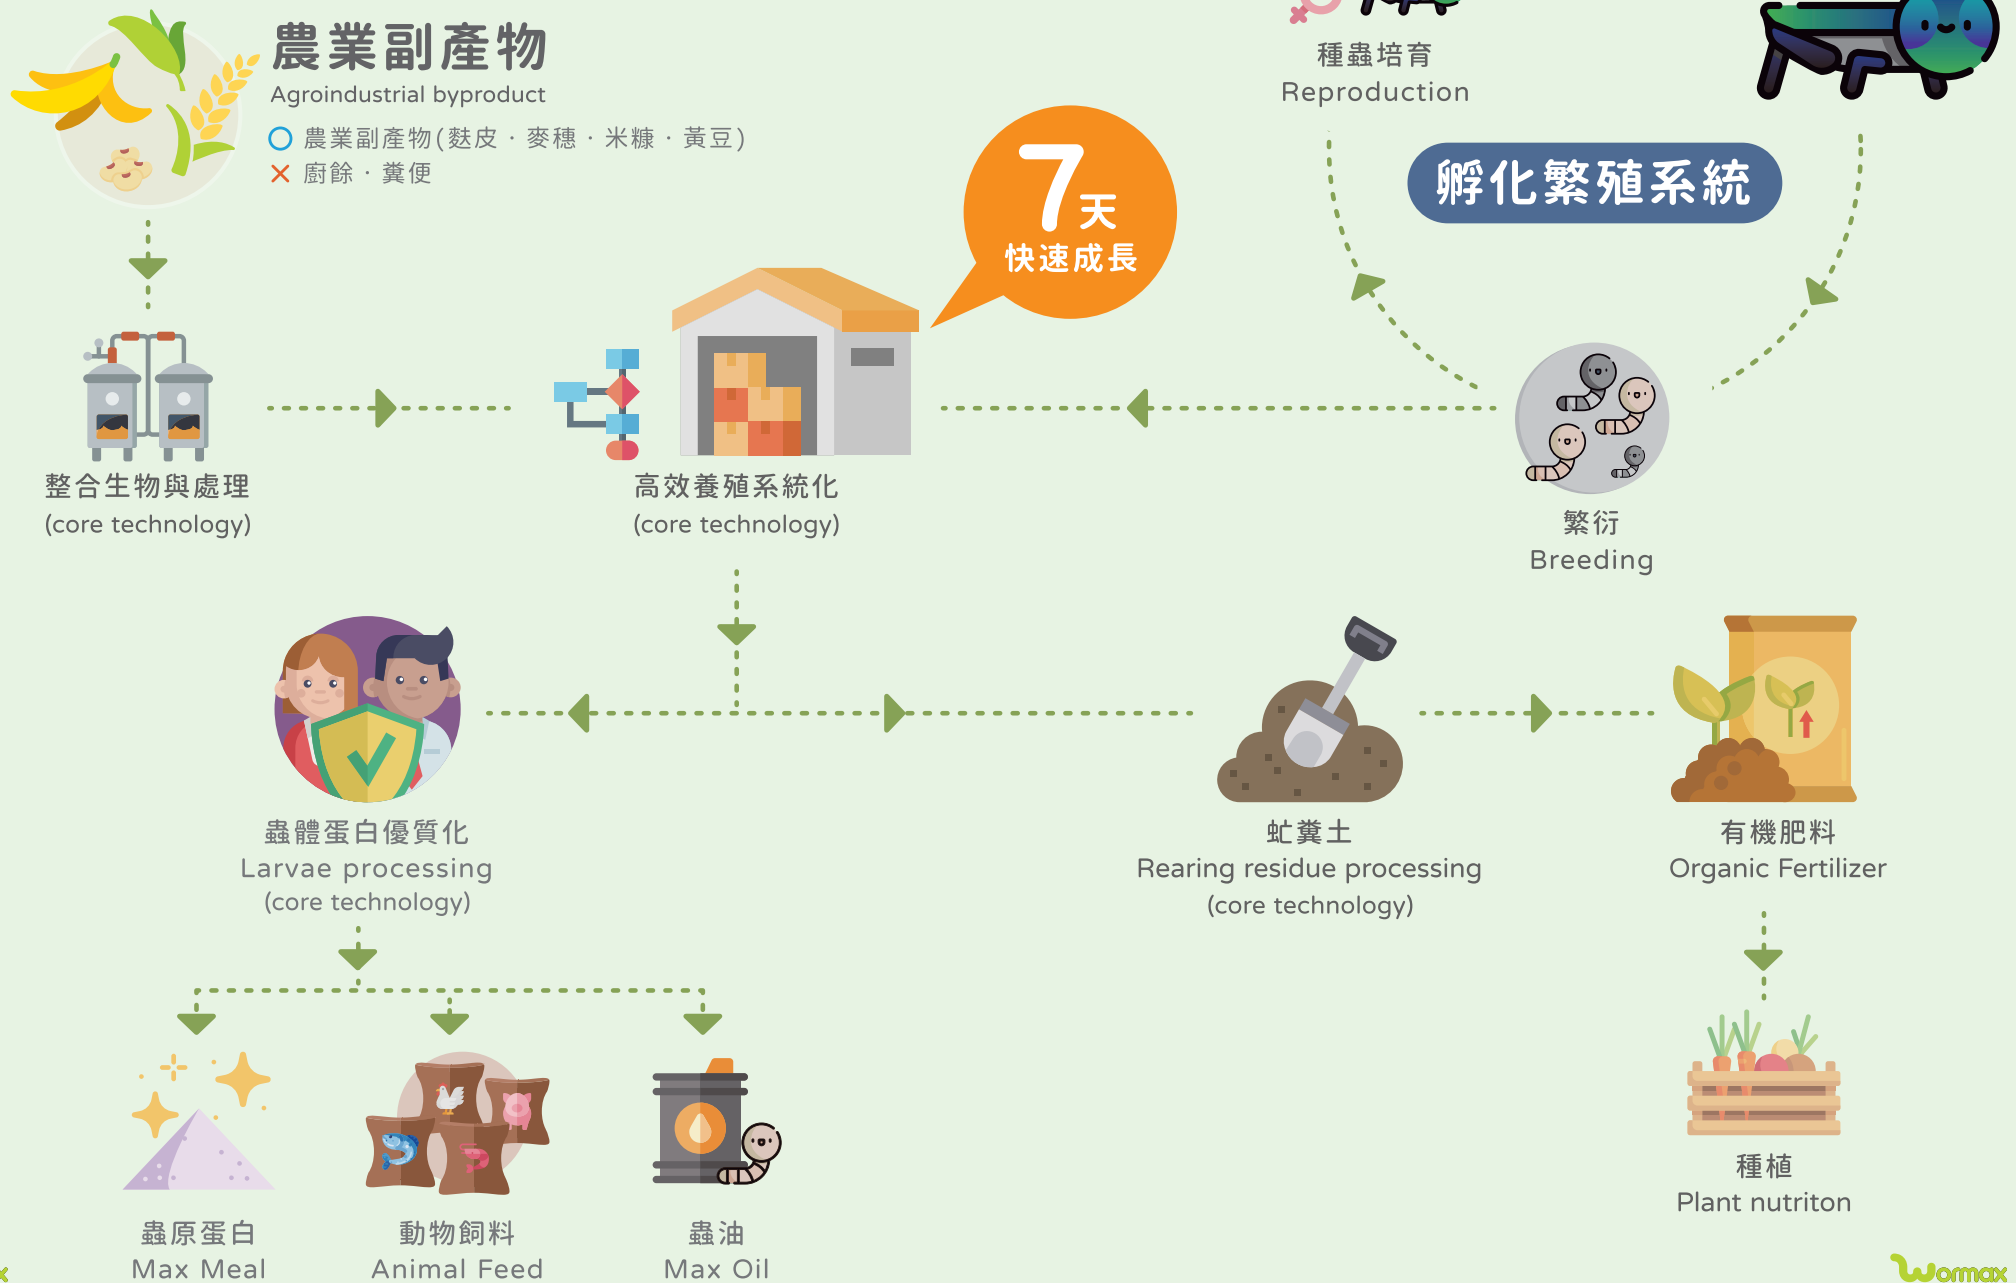 農業副產物
Agroindustrial byproduct
農業副產物(麩皮・麥穗・米糠・黃豆)
廚餘・糞便
種蟲培育
Reproduction
孵化繁殖系統
7天
快速成長
整合生物與處理
(core technology)
高效養殖系統化
(core technology)
繁衍
Breeding
蟲體蛋白優質化
Larvae processing
(core technology)
虻糞土
Rearing residue processing
(core technology)
有機肥料
Organic Fertilizer
蟲原蛋白
Max Meal
動物飼料
Animal Feed
蟲油
Max Oil
種植
Plant nutriton
Wormax